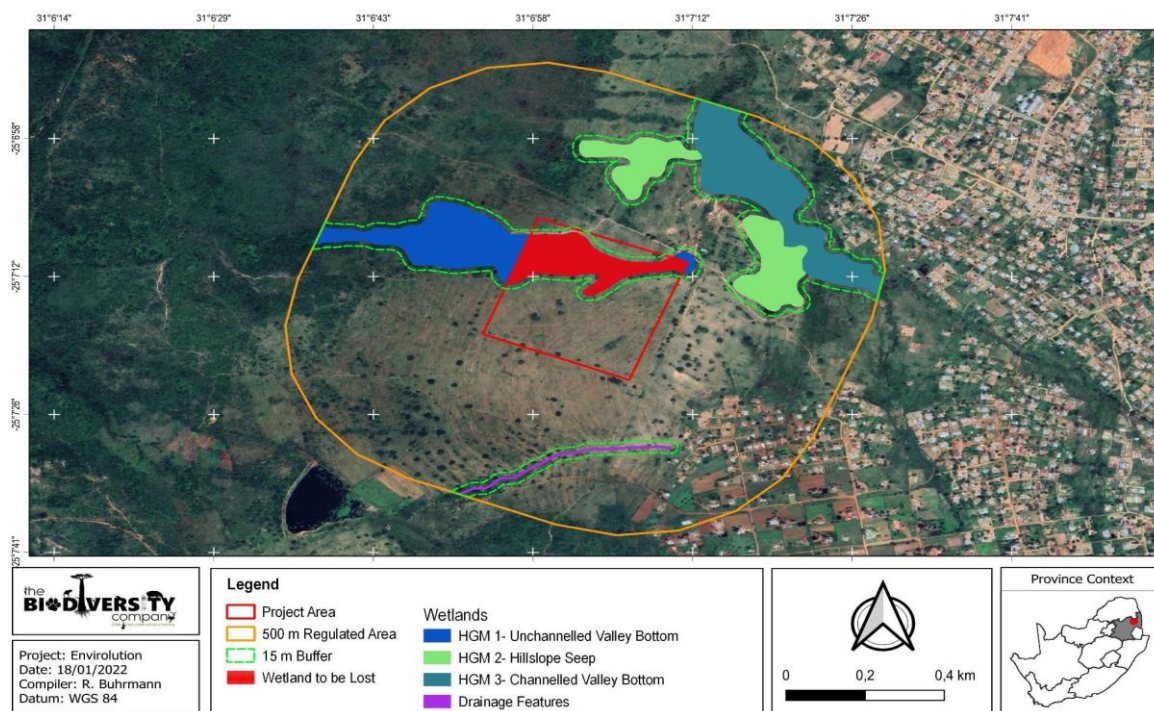 31°6'14 31°6'29 31°6'43 31°6'58 31°7'12 31°7'26 31°7'41
-25°6'58
-25°7'12
-25°7'26
-25°7'41
the
BIODIVERSITY
company
Project: Envirolution
Date: 18/01/2022
Compiler: R. Buhrmann
Datum: WGS 84
Legend
Project Area
500 m Regulated Area
15 m Buffer
Wetland to be Lost
Wetlands
HGM 1- Unchannelled Valley Bottom
HGM 2- Hillslope Seep
HGM 3- Channelled Valley Bottom
Drainage Features
0 0,2 0,4 km
Province Context